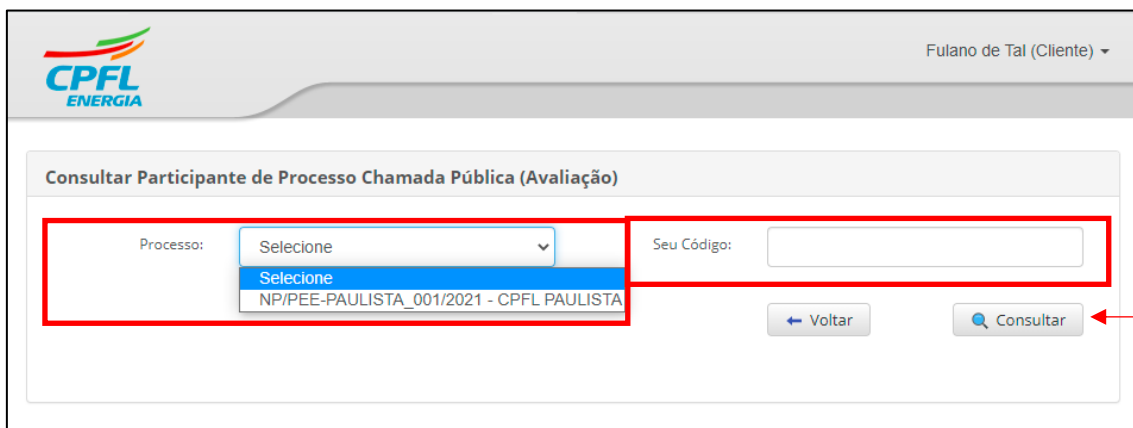 CPFL
ENERGIA
Fulano de Tal (Cliente)
Consultar Participante de Processo Chamada Pública (Avaliação)
Processo: Selecione Seu Código:
Selecione
NP/PEE-PAULISTA_001/2021 - CPFL PAULISTA
Voltar Consultar